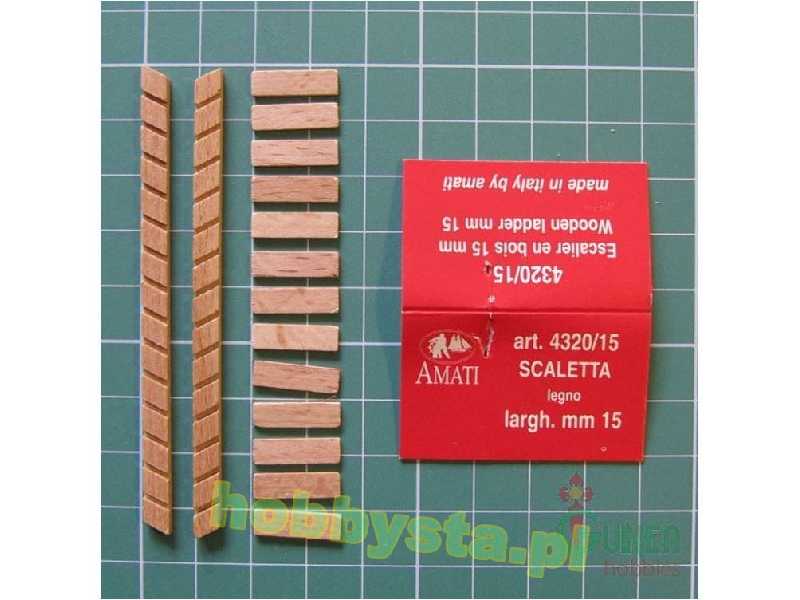 made in italy by amati
Wooden ladder mm 15
Escalier en bois 15 mm
4320/15
AMATI
art. 4320/15
SCALETTA
legno
largh. mm 15
hobbysta.pl
hobbies